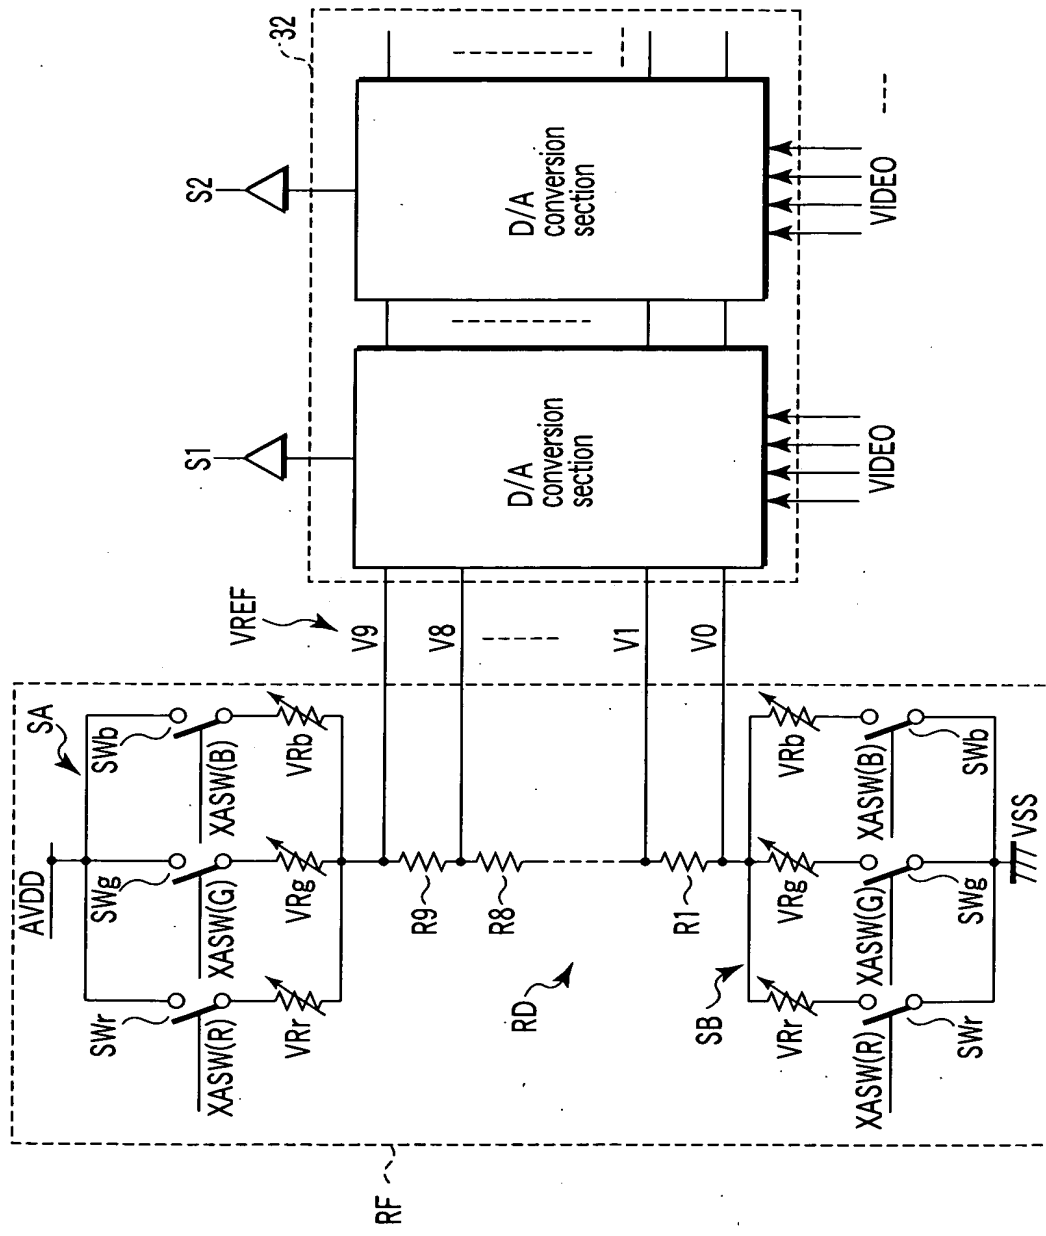 32
S2
S1
D/A
conversion
section
D/A
conversion
section
VIDEO
VIDEO
VREF
V9
V8
V1
V0
SA
AVDD
SWb
XASW(B)
VRb
SWg
XASW(G)
VRg
SWr
XASW(R)
VRr
R9
R8
R1
RD
SB
VRb
XASW(B)
SWb
VRg
XASW(G)
SWg
VRr
XASW(R)
SWr
VSS
RF